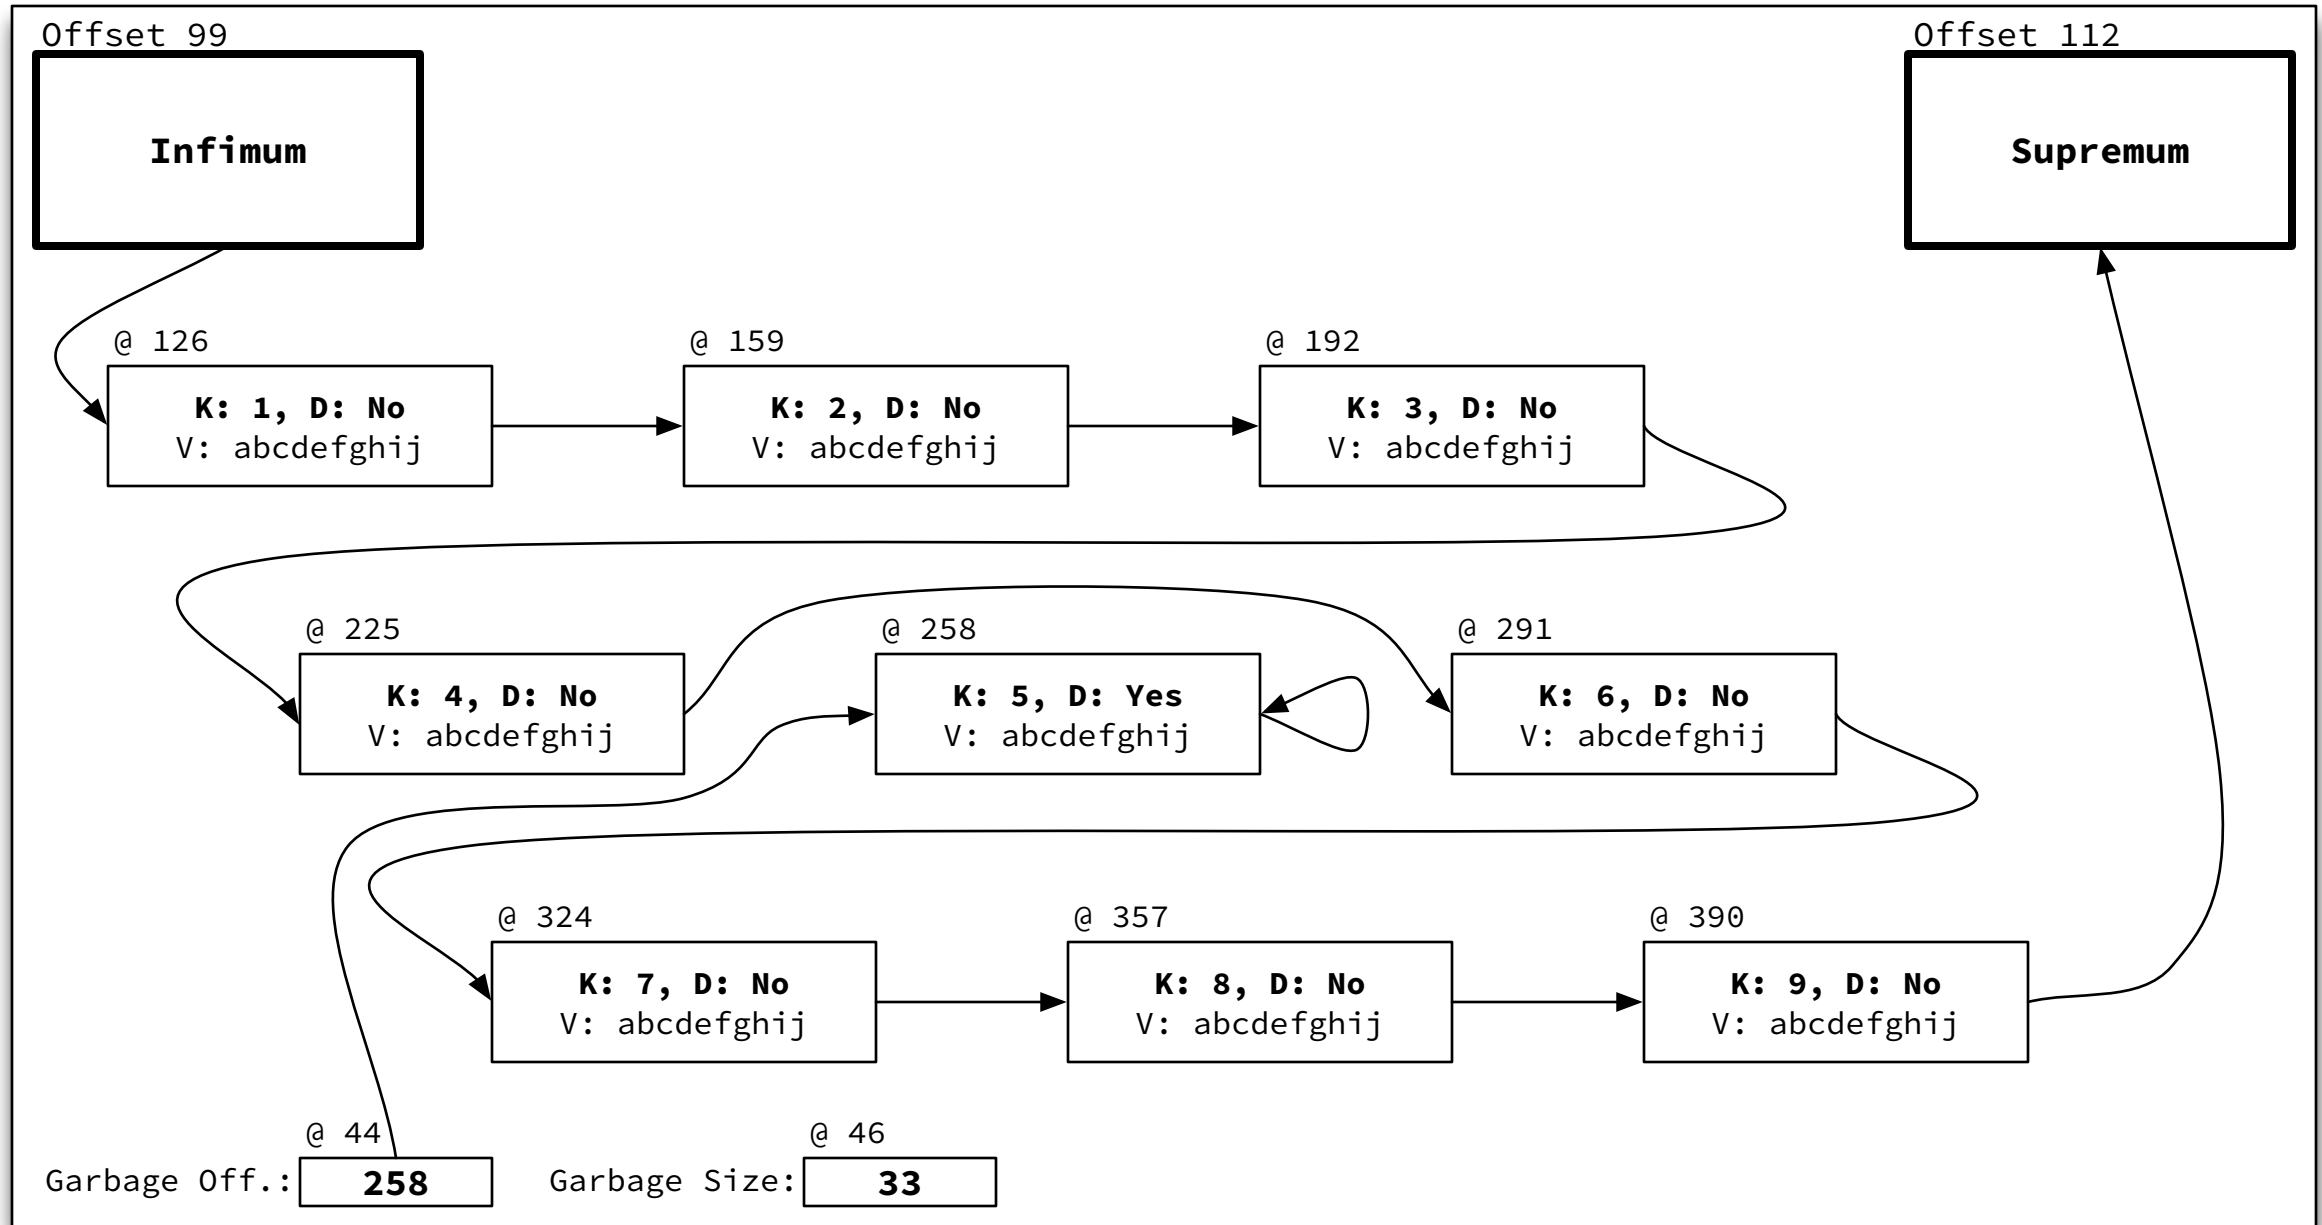 Offset 99
Offset 112
Infimum
Supremum
@ 126
@ 159
@ 192
K: 1, D: No
V: abcdefghij
K: 2, D: No
V: abcdefghij
K: 3, D: No
V: abcdefghij
@ 225
@ 258
@ 291
K: 4, D: No
V: abcdefghij
K: 5, D: Yes
V: abcdefghij
K: 6, D: No
V: abcdefghij
@ 324
@ 357
@ 390
K: 7, D: No
V: abcdefghij
K: 8, D: No
V: abcdefghij
K: 9, D: No
V: abcdefghij
@ 44
@ 46
Garbage Off.: 258
Garbage Size: 33